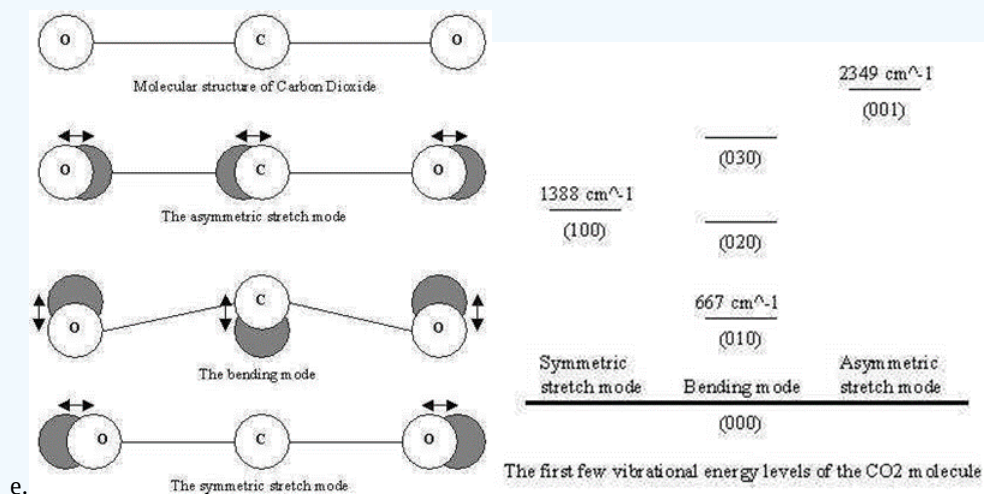 O C O
Molecular structure of Carbon Dioxide
O C O
The asymmetric stretch mode
O C O
The bending mode
O C O
The symmetric stretch mode
e.
2349 cm^-1
(001)
(030)
1388 cm^-1
(100)
(020)
667 cm^-1
(010)
Symmetric
stretch mode
Bending mode
Asymmetric
stretch mode
(000)
The first few vibrational energy levels of the CO2 molecule